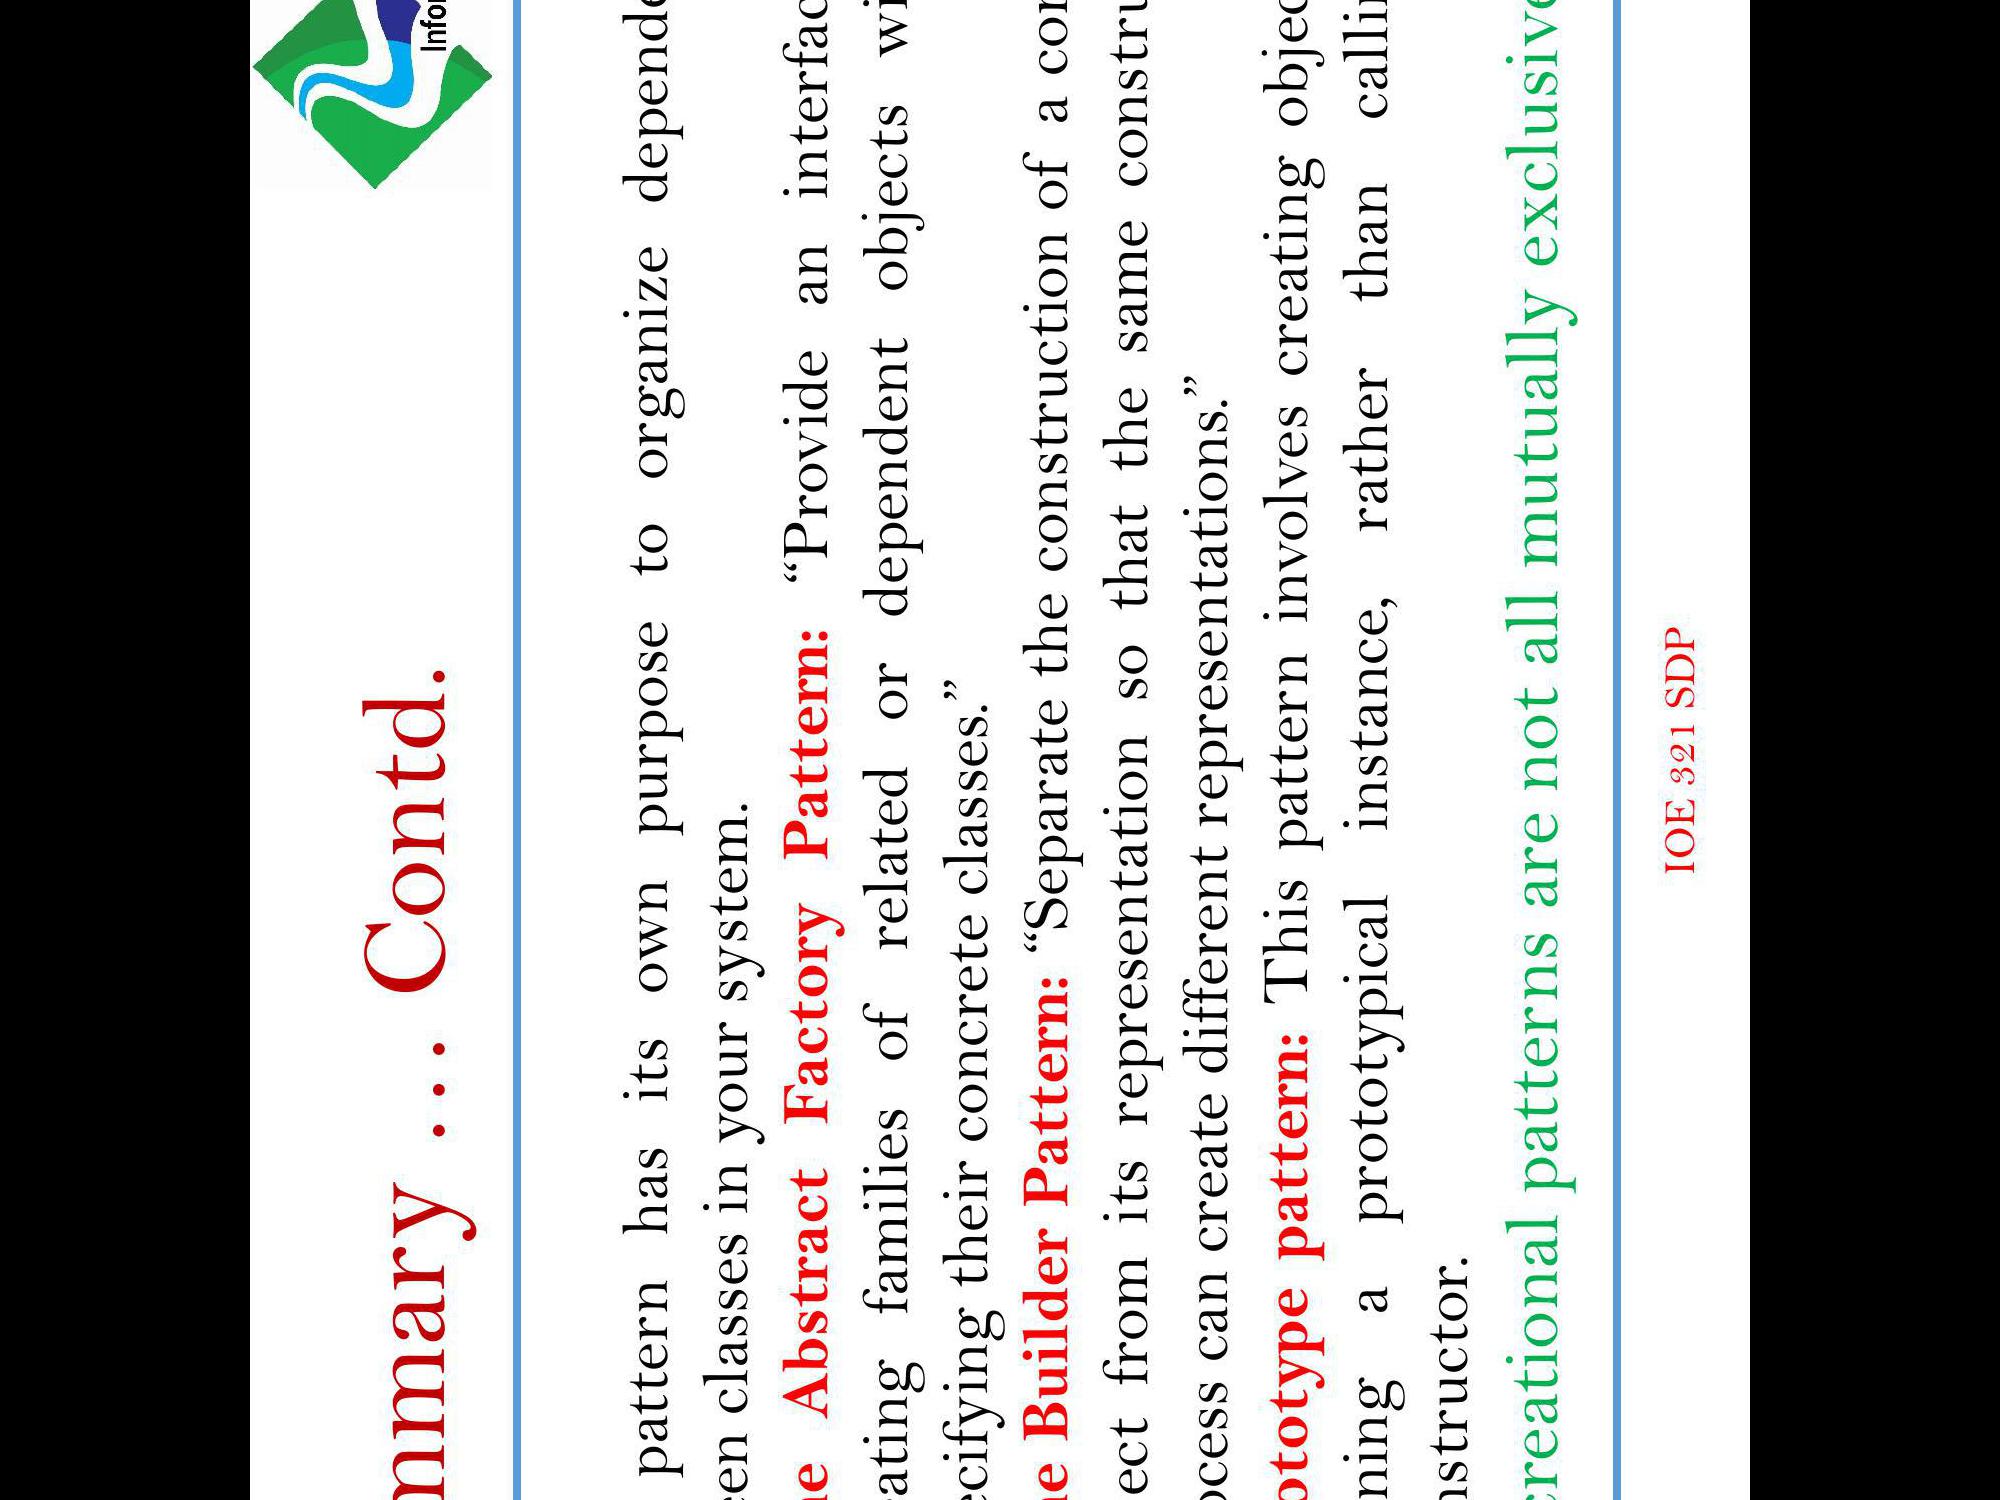 mmary … Contd.
Infor
pattern has its own purpose to organize depende
een classes in your system.
he Abstract Factory Pattern: “Provide an interfac
ating families of related or dependent objects wi
ecifying their concrete classes.”
he Builder Pattern: “Separate the construction of a con
ect from its representation so that the same constru
ocess can create different representations.”
ototype pattern: This pattern involves creating objec
ning a prototypical instance, rather than callin
nstructor.
creational patterns are not all mutually exclusive
IOE 321 SDP